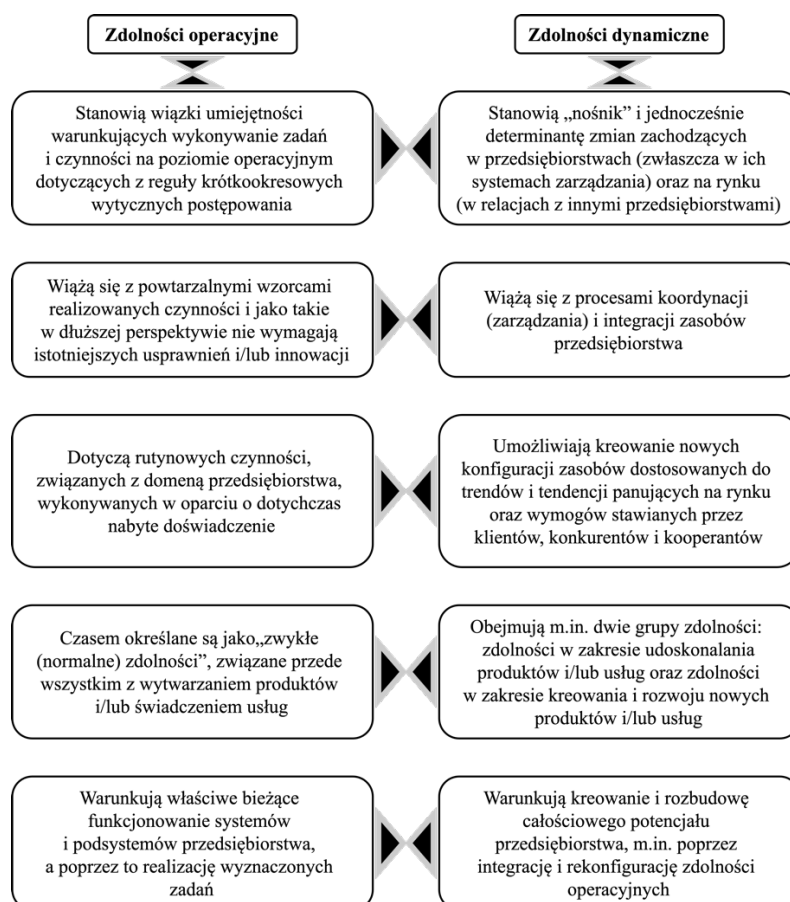 Zdolności operacyjne
Zdolności dynamiczne
Stanowią wiązki umiejętności
warunkujących wykonywanie zadań
i czynności na poziomie operacyjnym
dotyczących z reguły krótkookresowych
wytycznych postępowania
Stanowią „nośnik” i jednocześnie
determinantę zmian zachodzących
w przedsiębiorstwach (zwłaszcza w ich
systemach zarządzania) oraz na rynku
(w relacjach z innymi przedsiębiorstwami)
Wiążą się z powtarzalnymi wzorcami
realizowanych czynności i jako takie
w dłuższej perspektywie nie wymagają
istotniejszych usprawnień i/lub innowacji
Wiążą się z procesami koordynacji
(zarządzania) i integracji zasobów
przedsiębiorstwa
Dotyczą rutynowych czynności,
związanych z domeną przedsiębiorstwa,
wykonywanych w oparciu o dotychczas
nabyte doświadczenie
Umożliwiają kreowanie nowych
konfiguracji zasobów dostosowanych do
trendów i tendencji panujących na rynku
oraz wymogów stawianych przez
klientów, konkurentów i kooperantów
Czasem określane są jako„zwykłe
(normalne) zdolności”, związane przede
wszystkim z wytwarzaniem produktów
i/lub świadczeniem usług
Obejmują m.in. dwie grupy zdolności:
zdolności w zakresie udoskonalania
produktów i/lub usług oraz zdolności
w zakresie kreowania i rozwoju nowych
produktów i/lub usług
Warunkują właściwe bieżące
funkcjonowanie systemów
i podsystemów przedsiębiorstwa,
a poprzez to realizację wyznaczonych
zadań
Warunkują kreowanie i rozbudowę
całościowego potencjału
przedsiębiorstwa, m.in. poprzez
integrację i rekonfigurację zdolności
operacyjnych